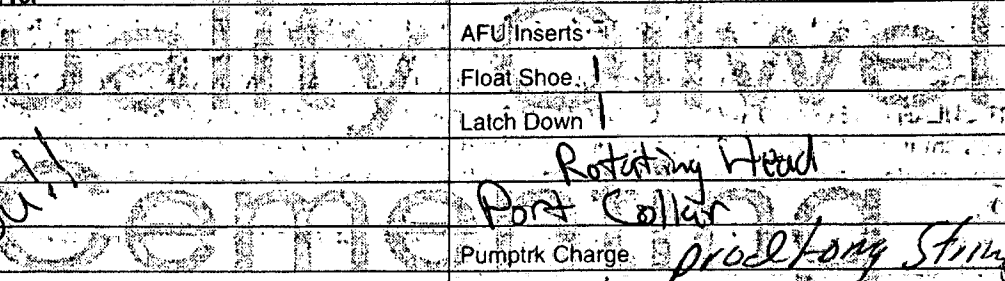 AFU Inserts
Float Shoe 1
Latch Down 1
Rotating Head
Port Collar
Pumptrk Charge prod Long String